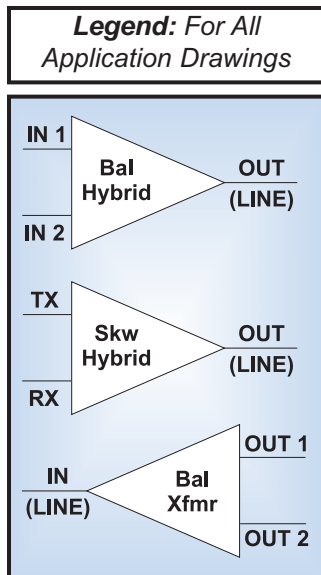 Legend: For All
Application Drawings
IN 1
Bal
Hybrid
OUT
(LINE)
IN 2
TX
Skw
Hybrid
OUT
(LINE)
RX
OUT 1
IN
(LINE)
Bal
Xfmr
OUT 2